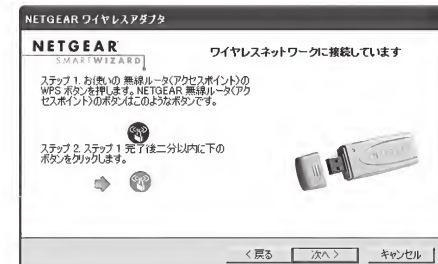 NETGEAR ワイヤレスアダプタ
NETGEAR
SMARTWIZARD
ワイヤレスネットワークに接続しています
ステップ 1. お使いの 無線ルータ(アクセスポイント)の
WPS ボタンを押します。NETGEAR 無線ルータ(アク
セスポイント)のボタンはこのようなボタンです。
ステップ 2. ステップ 1 完了後二分以内に下の
ボタンをクリックします。
NETGEAR
< 戻る
次へ >
キャンセル